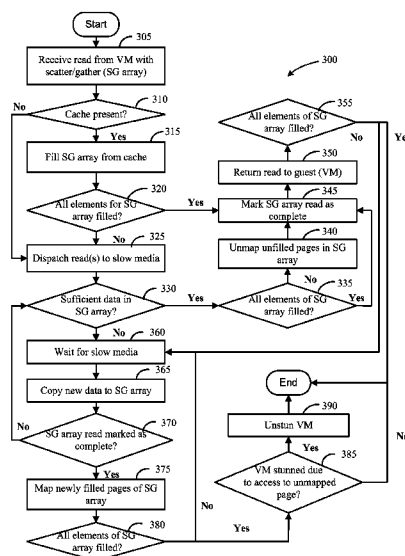 Start
305
Receive read from VM with
scatter/gather (SG array)
310
No
Cache present?
Yes
315
Fill SG array from cache
320
All elements for SG
array filled?
Yes
No
325
Dispatch read(s) to slow media
330
Sufficient data in
SG array?
Yes
No
360
Wait for slow media
365
Copy new data to SG array
370
No
SG array read marked as
complete?
Yes
375
Map newly filled pages of SG
array
380
All elements of SG
array filled?
No
Yes
300
355
All elements of SG
array filled?
No
Yes
350
Return read to guest (VM)
345
Mark SG array read as
complete
340
Unmap unfilled pages in SG
array
No
335
All elements of SG
array filled?
Yes
End
390
Unstun VM
Yes
385
VM stunned due
to access to unmapped
page?
No